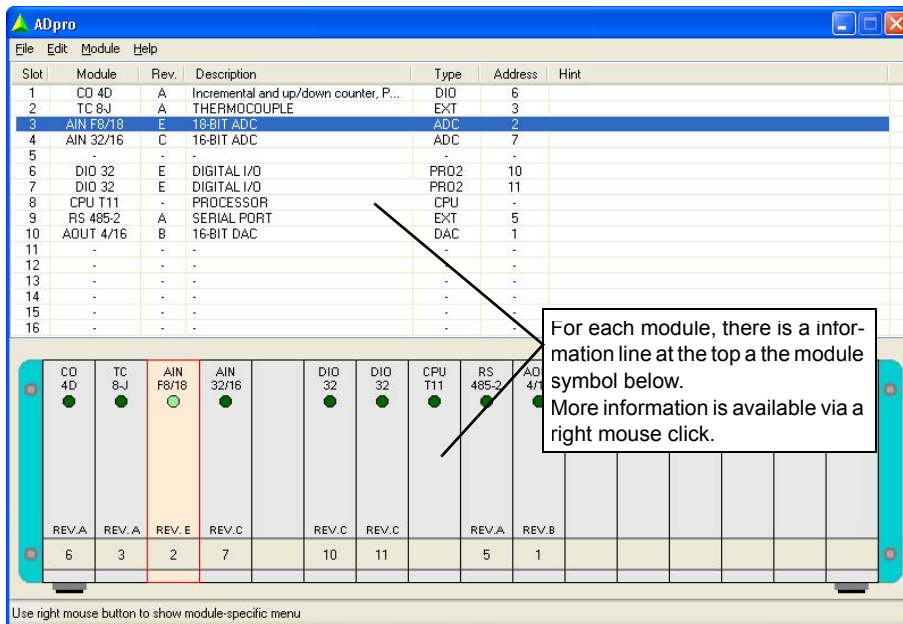 ADpro
File Edit Module Help
Slot Module Rev. Description Type Address Hint
1 CO 4D A Incremental and up/down counter, P... DIO 6
2 TC 8-J A THERMOCOUPLE EXT 3
3 AIN F8/18 E 18-BIT ADC ADC 2
4 AIN 32/16 C 16-BIT ADC ADC 7
5 - - - - -
6 DIO 32 E DIGITAL I/O PRO2 10
7 DIO 32 E DIGITAL I/O PRO2 11
8 CPU T11 - PROCESSOR CPU -
9 RS 485-2 A SERIAL PORT EXT 5
10 AOUT 4/16 B 16-BIT DAC DAC 1
11 - - - - -
12 - - - - -
13 - - - - -
14 - - - - -
15 - - - - -
16 - - - - -
For each module, there is a infor-
mation line at the top a the module
symbol below.
More information is available via a
right mouse click.
CO TC AIN AIN DIO DIO CPU RS
4D 8-J F8/18 32/16 32 32 T11 485-2
REV.A REV.A REV.E REV.C REV.C REV.C REV.A REV.B
6 3 2 7 10 11 5 1
Use right mouse button to show module-specific menu